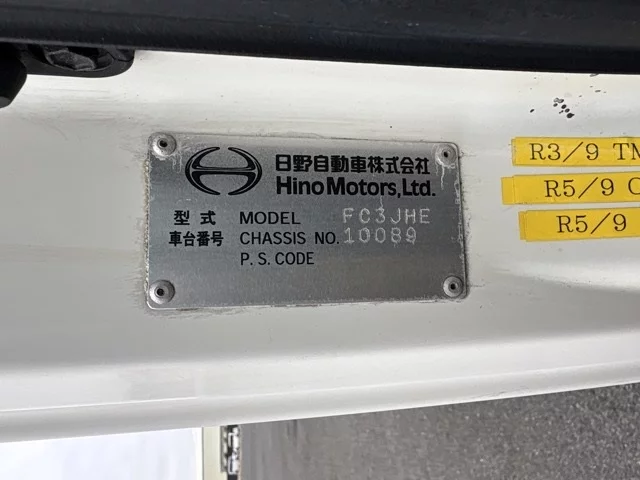 日野自動車株式会社
Hino Motors, Ltd.
型式 MODEL FC3JHE
車台番号 CHASSIS NO. 10089
P. S. CODE
R3/9 TM
R5/9
R5/9